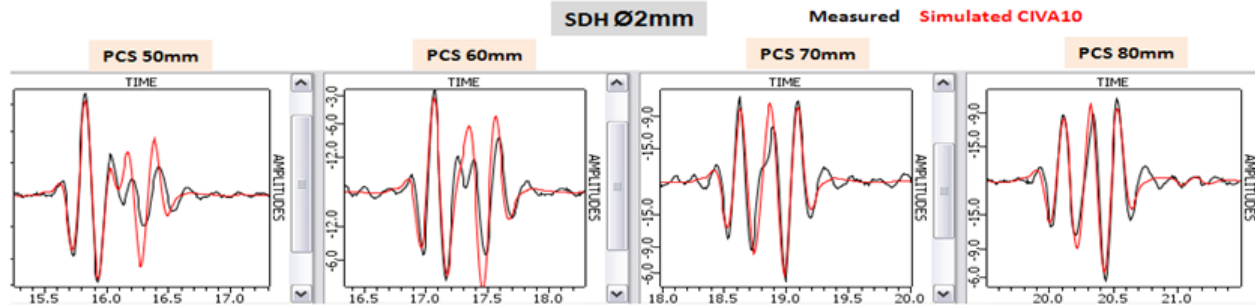 SDH Ø2mm
Measured Simulated CIVA10
PCS 50mm PCS 60mm PCS 70mm PCS 80mm
TIME TIME TIME TIME
-3.0
-6.0
-12.0
-12.0
-6.0
-9.0
-15.0
-15.0
-9.0
-6.0
-9.0
-15.0
-15.0
-9.0
-6.0
AMPLITUDES AMPLITUDES AMPLITUDES AMPLITUDES
15.5 16.0 16.5 17.0 16.5 17.0 17.5 18.0 18.0 18.5 19.0 19.5 20.0 20.0 20.5 21.0